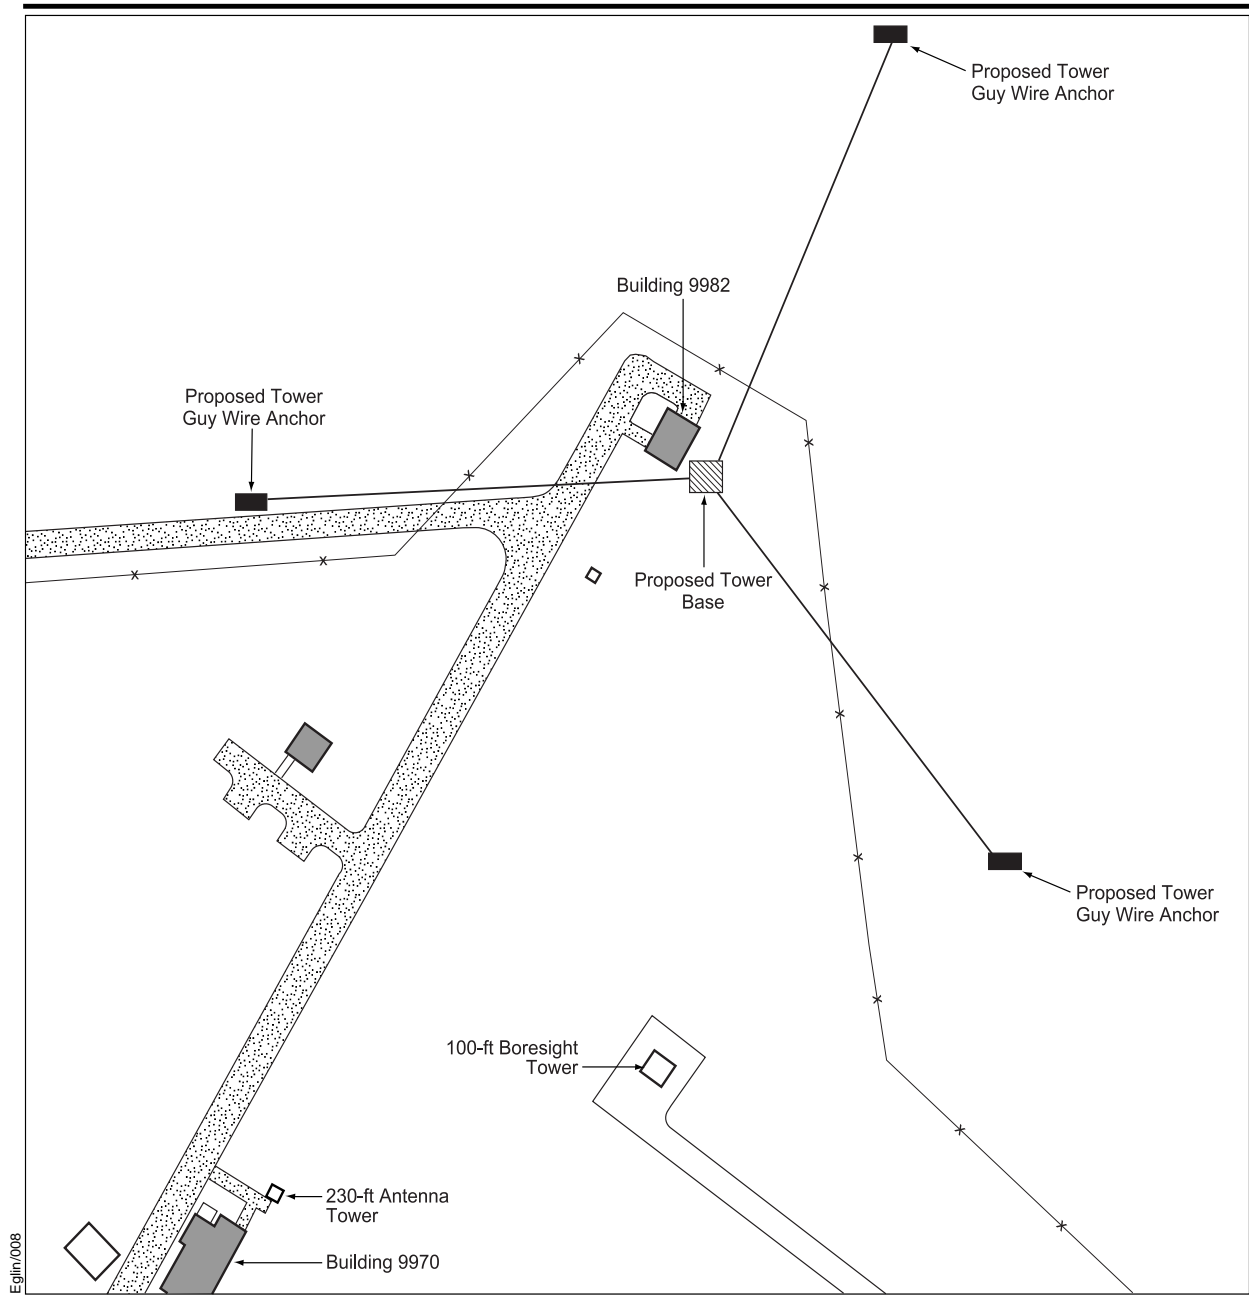 Proposed Tower
Guy Wire Anchor
Building 9982
Proposed Tower
Guy Wire Anchor
Proposed Tower
Base
Proposed Tower
Guy Wire Anchor
100-ft Boresight
Tower
230-ft Antenna
Tower
Building 9970
Eglin/008